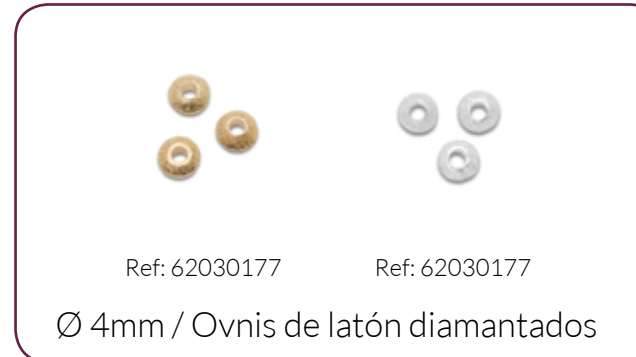 Ref: 62030177 Ref: 62030177
Ø 4mm / Ovnis de latón diamantados